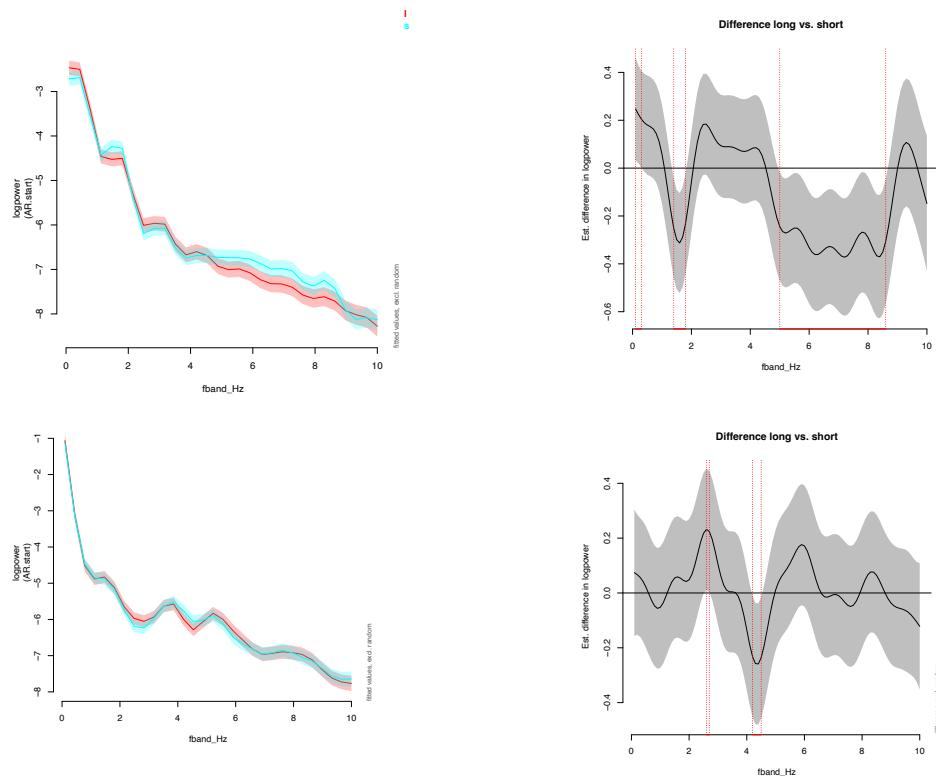 l
s
−3
−4
−5
−6
−7
−8
logpower
(AR.start)
0 2 4 6 8 10
fband_Hz
fitted values, excl. random
Difference long vs. short
0.4
0.2
0.0
−0.2
−0.4
−0.6
Est. difference in logpower
0 2 4 6 8 10
fband_Hz
−1
−2
−3
−4
−5
−6
−7
−8
logpower
(AR.start)
0 2 4 6 8 10
fband_Hz
fitted values, excl. random
Difference long vs. short
0.4
0.2
0.0
−0.2
−0.4
Est. difference in logpower
0 2 4 6 8 10
fband_Hz